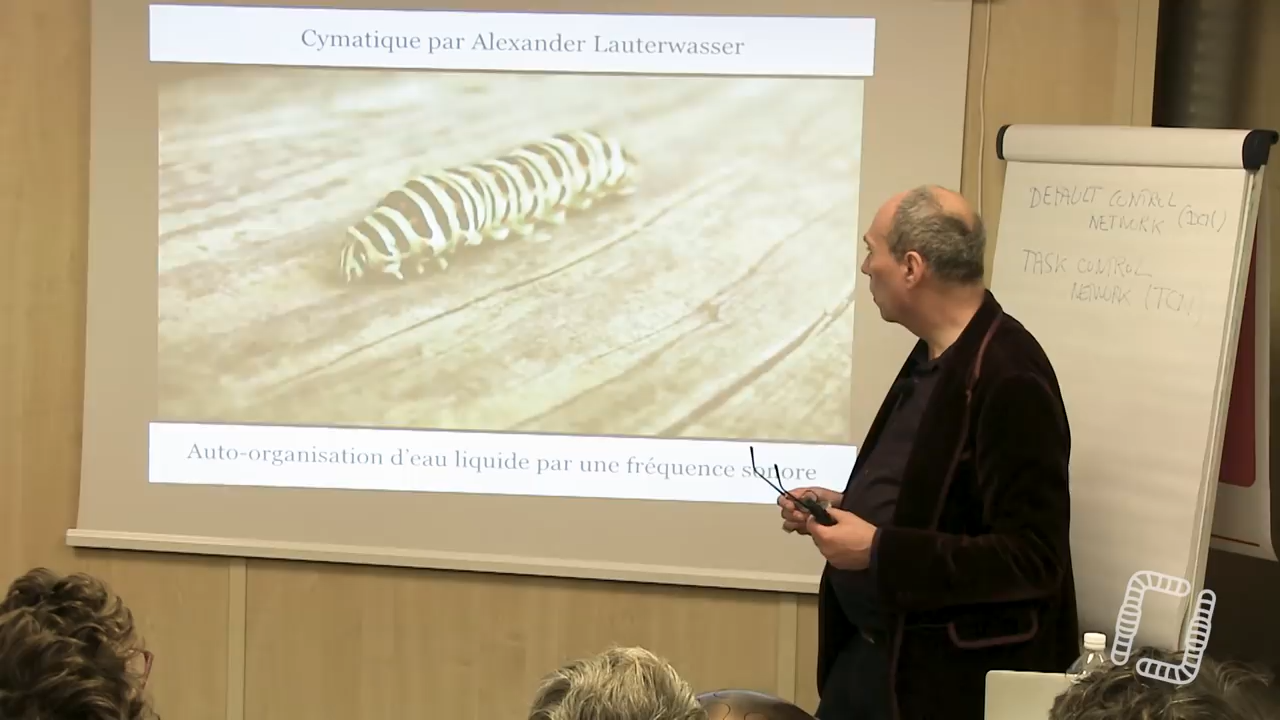 Cymatique par Alexander Lauterwasser
Auto-organisation d'eau liquide par une fréquence sonore
DEFAULT CONTROL
NETWORK (DCN)
TASK CONTROL
NETWORK (TCN)